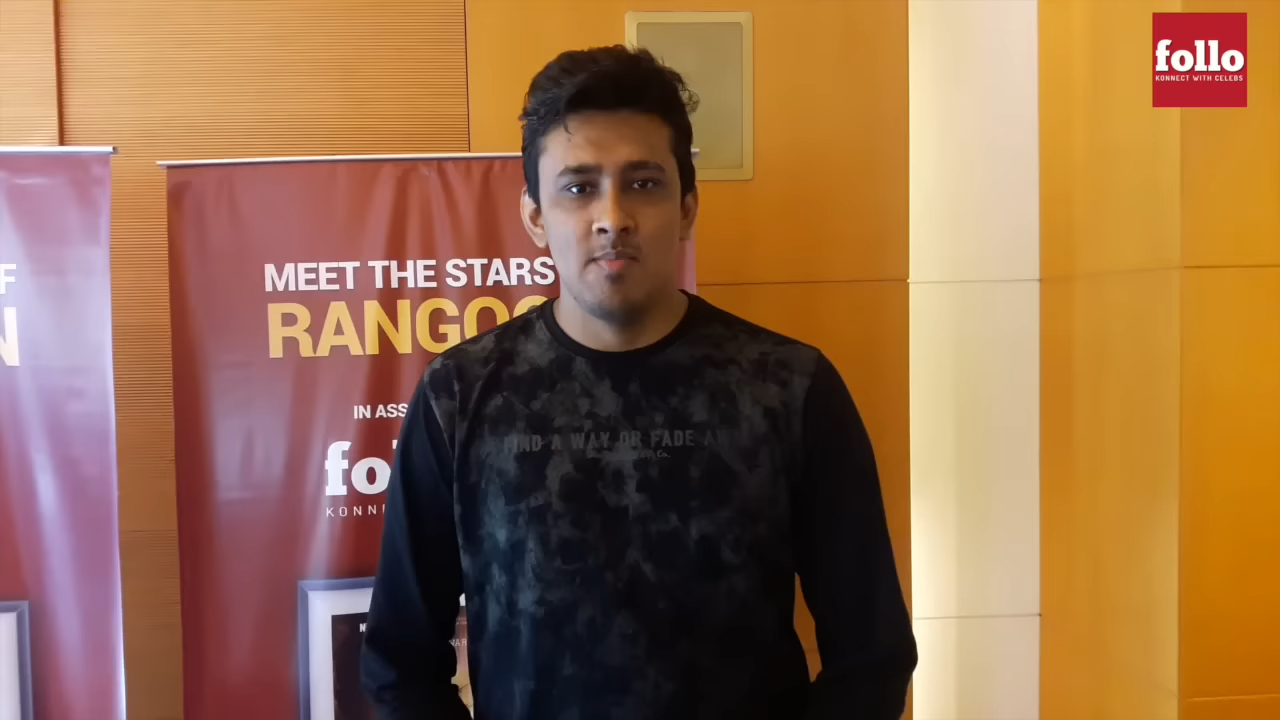 follo
KONNECT WITH CELEBS
F
N
MEET THE STARS
RANGO
IN ASS
fo
KONN
FIND A WAY OR FADE